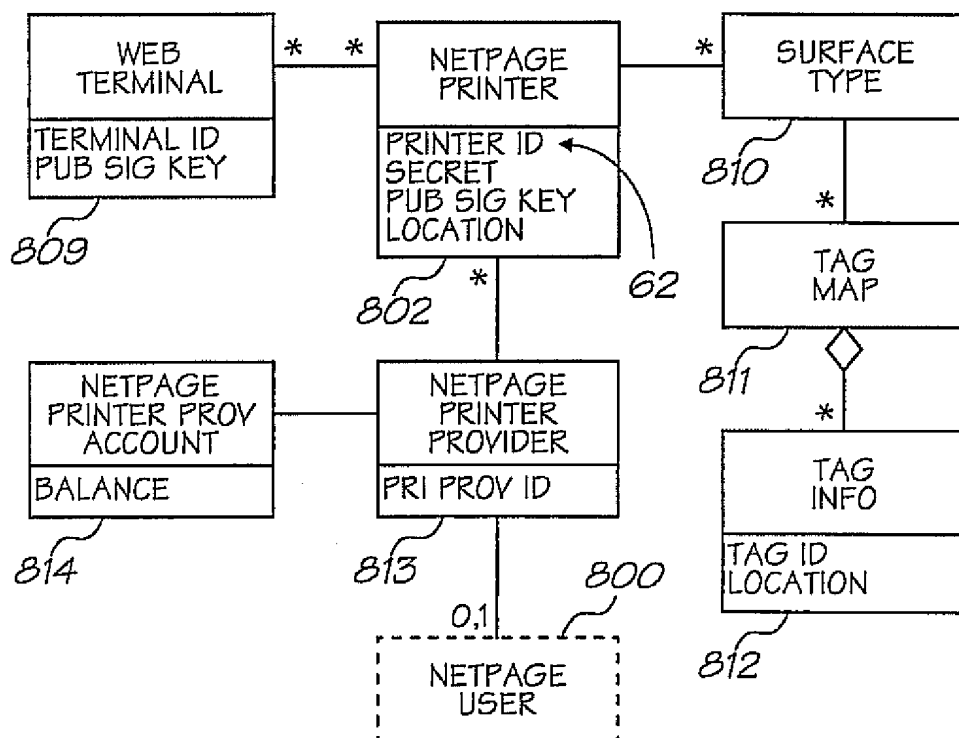 WEB
TERMINAL
TERMINAL ID
PUB SIG KEY
809
*
*
NETPAGE
PRINTER
PRINTER ID
SECRET
PUB SIG KEY
LOCATION
802
62
*
*
SURFACE
TYPE
810
*
TAG
MAP
811
*
TAG
INFO
TAG ID
LOCATION
812
NETPAGE
PRINTER PROV
ACCOUNT
BALANCE
814
NETPAGE
PRINTER
PROVIDER
PRI PROV ID
813
0,1
800
NETPAGE
USER